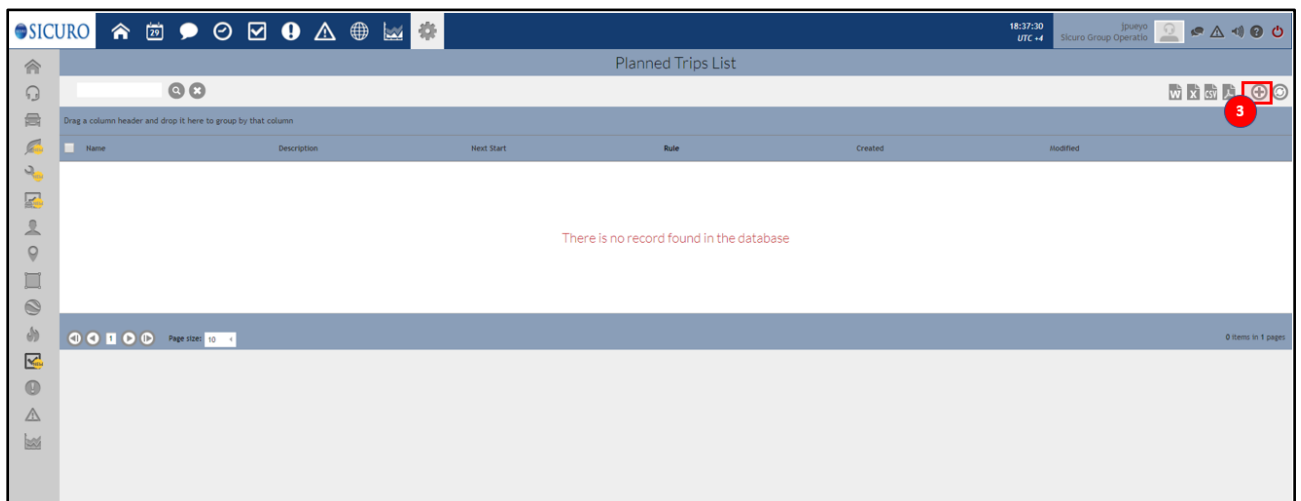 SICURO
29
18:37:30
UTC +4
jpueyo
Sicuro Group Operatio
Planned Trips List
W X CSV
3
Drag a column header and drop it here to group by that column
Name Description Next Start Rule Created Modified
There is no record found in the database
1 Page size: 10 0 items in 1 pages